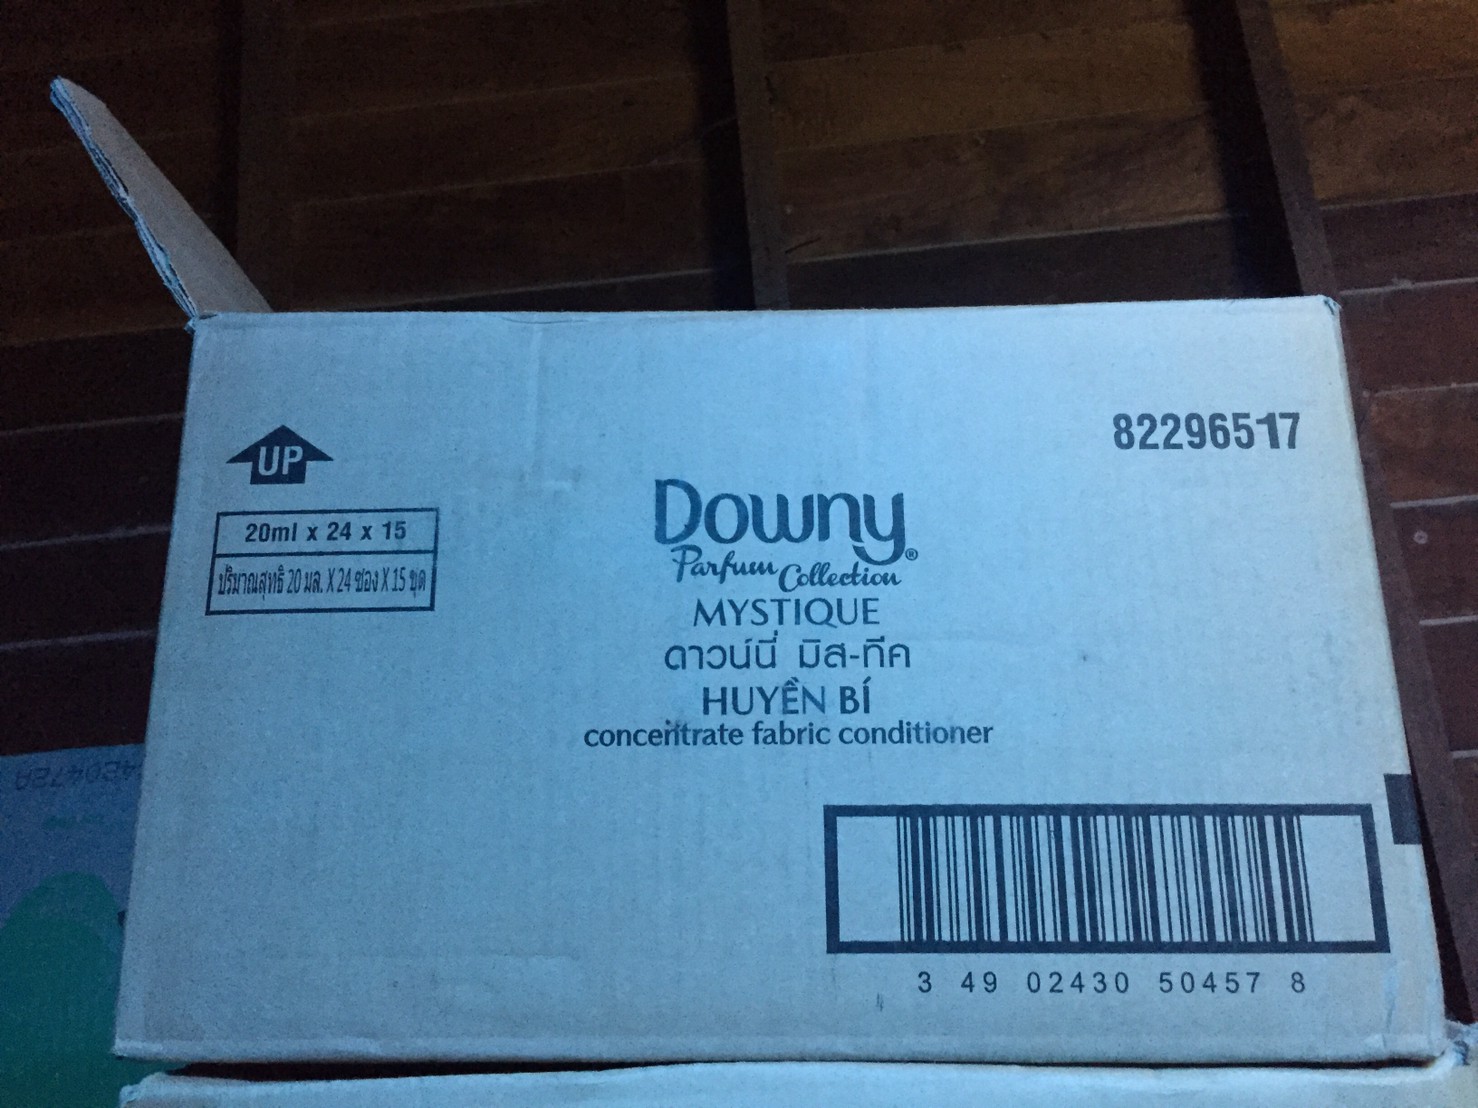 UP
82296517
20ml x 24 x 15
ปริมาณสุทธิ 20 มล. X 24 ซอง X 15 ชุด
Downy®
Parfum Collection
MYSTIQUE
ดาวน์นี่ มิส-ทีค
HUYỀN BÍ
concentrate fabric conditioner
3 49 02430 50457 8